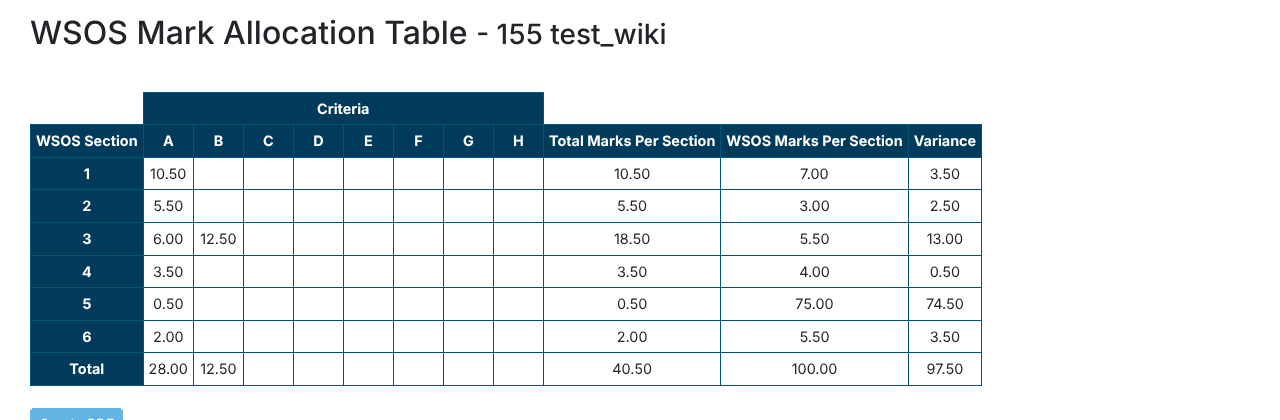 WSOS Mark Allocation Table - 155 test_wiki
Criteria
WSOS Section A B C D E F G H Total Marks Per Section WSOS Marks Per Section Variance
1 10.50 10.50 7.00 3.50
2 5.50 5.50 3.00 2.50
3 6.00 12.50 18.50 5.50 13.00
4 3.50 3.50 4.00 0.50
5 0.50 0.50 75.00 74.50
6 2.00 2.00 5.50 3.50
Total 28.00 12.50 40.50 100.00 97.50